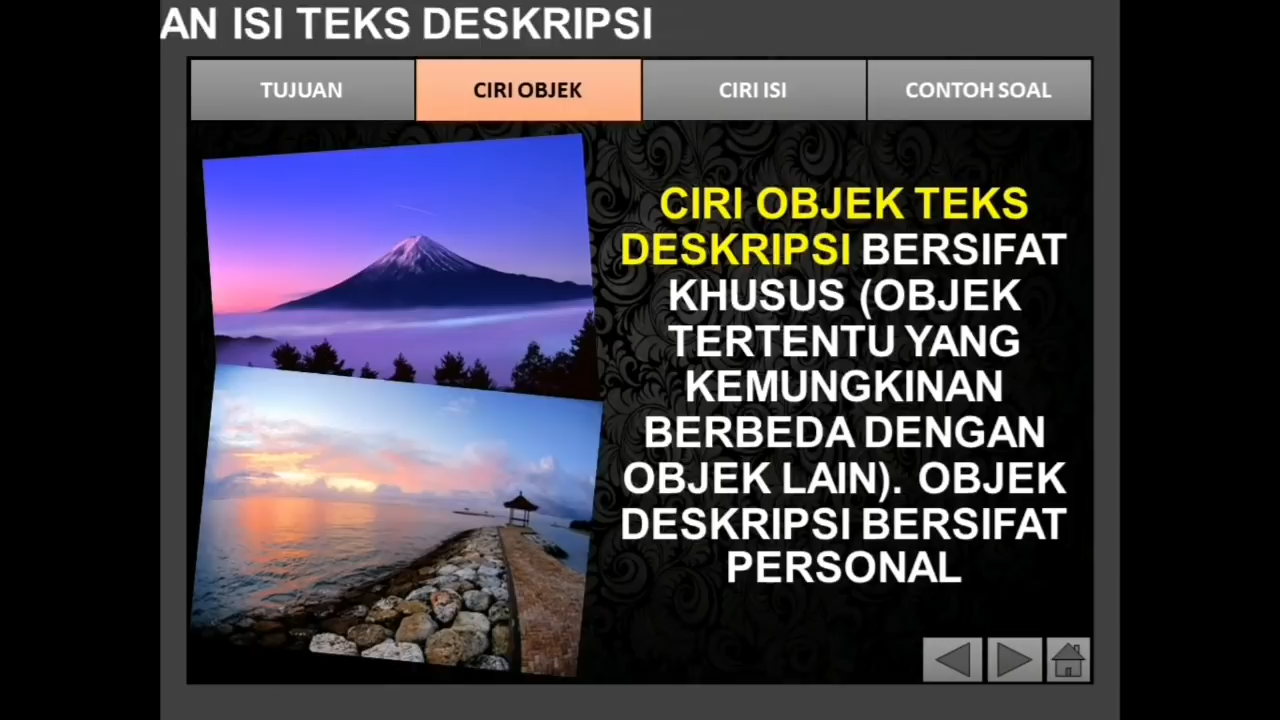 AN ISI TEKS DESKRIPSI
TUJUAN
CIRI OBJEK
CIRI ISI
CONTOH SOAL
CIRI OBJEK TEKS
DESKRIPSI BERSIFAT
KHUSUS (OBJEK
TERTENTU YANG
KEMUNGKINAN
BERBEDA DENGAN
OBJEK LAIN). OBJEK
DESKRIPSI BERSIFAT
PERSONAL